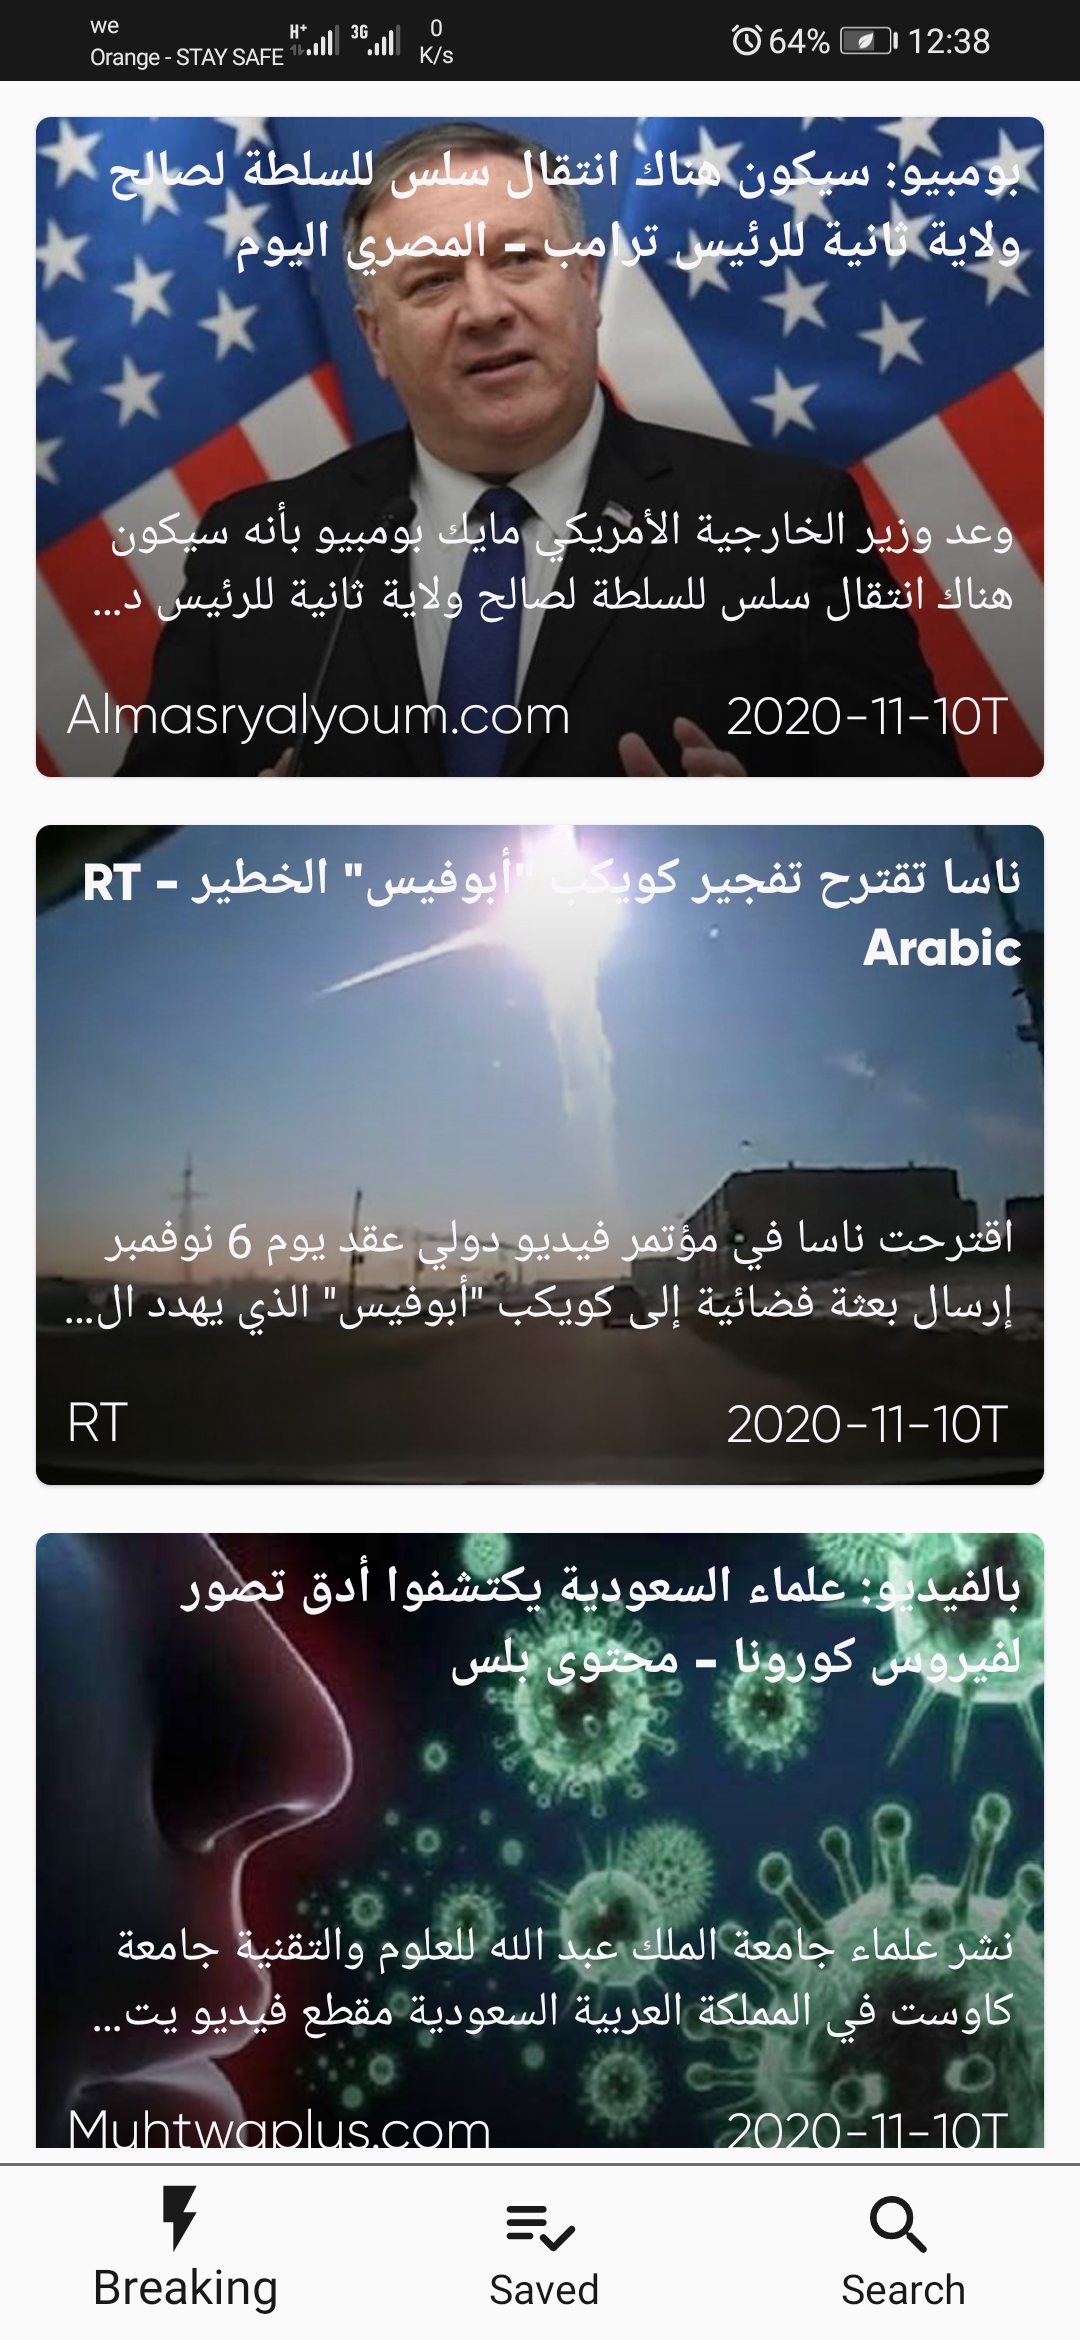 we
Orange - STAY SAFE
H+
3G
0
K/s
64%
12:38
بومبيو: سيكون هناك انتقال سلس للسلطة لصالح
ولاية ثانية للرئيس ترامب - المصري اليوم
وعد وزير الخارجية الأمريكي مايك بومبيو بأنه سيكون
هناك انتقال سلس للسلطة لصالح ولاية ثانية للرئيس د...
Almasryalyoum.com
2020-11-10T
ناسا تقترح تفجير كويكب "أبوفيس" الخطير - RT
Arabic
اقترحت ناسا في مؤتمر فيديو دولي عقد يوم 6 نوفمبر
إرسال بعثة فضائية إلى كويكب "أبوفيس" الذي يهدد ال...
RT
2020-11-10T
بالفيديو: علماء السعودية يكتشفوا أدق تصور
لفيروس كورونا - محتوى بلس
نشر علماء جامعة الملك عبد الله للعلوم والتقنية جامعة
كاوست في المملكة العربية السعودية مقطع فيديو يت...
Muhtwaplus.com
2020-11-10T
Breaking
Saved
Search